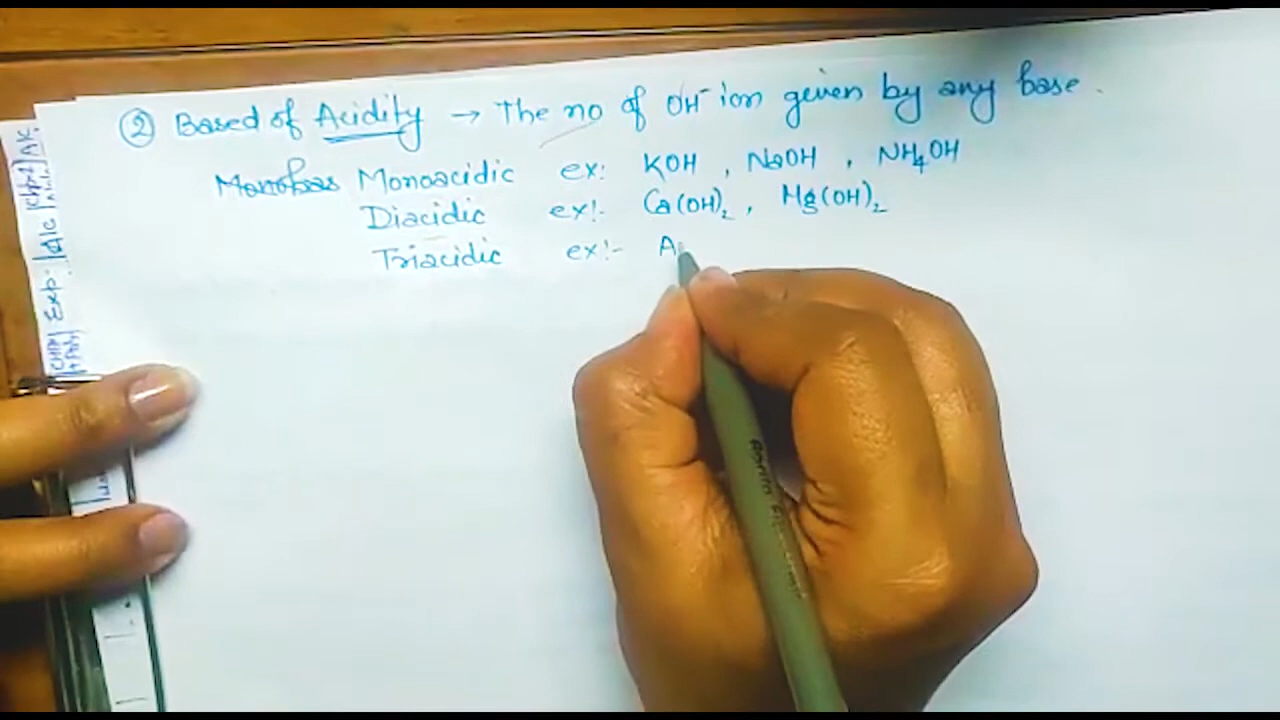 ② Based of Acidity → The no of OH⁻ ion given by any base.
Monobas Monoacidic ex: KOH , NaOH , NH₄OH
Diacidic ex:- Ca(OH)₂ , Mg(OH)₂
Triacidic ex:- A
Exp: